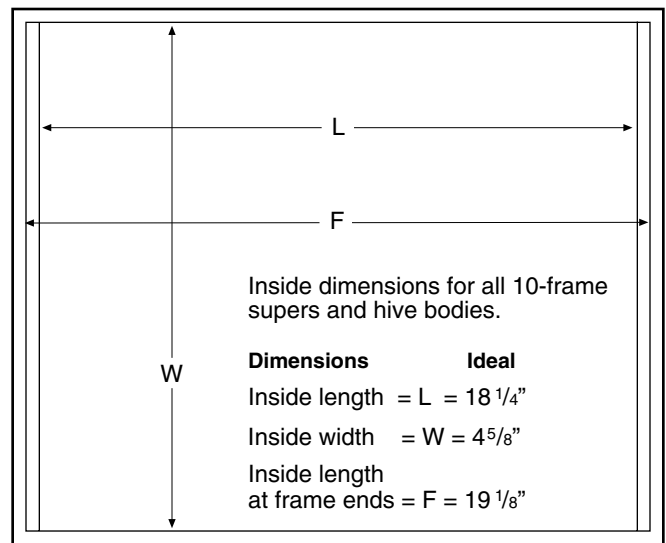 L
F
Inside dimensions for all 10-frame
supers and hive bodies.
Dimensions Ideal
W
Inside length = L = 18 1/4”
Inside width = W = 4 5/8”
Inside length
at frame ends = F = 19 1/8”